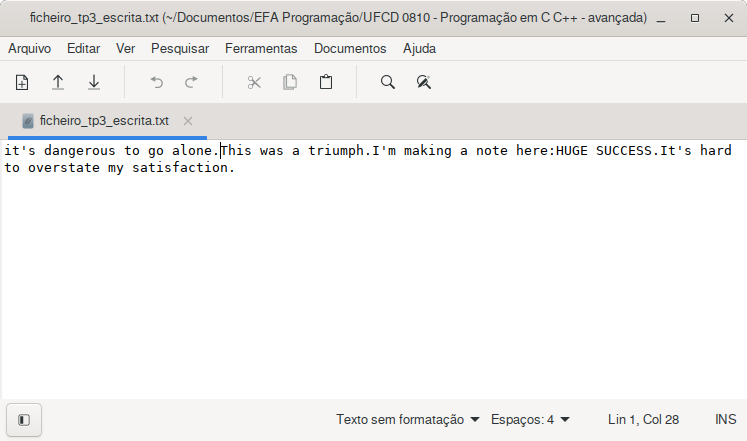 ficheiro_tp3_escrita.txt (~/Documentos/EFA Programação/UFCD 0810 - Programação em C C++ - avançada)
Arquivo Editar Ver Pesquisar Ferramentas Documentos Ajuda
ficheiro_tp3_escrita.txt
it's dangerous to go alone.This was a triumph.I'm making a note here:HUGE SUCCESS.It's hard
to overstate my satisfaction.
Texto sem formatação Espaços: 4 Lin 1, Col 28 INS